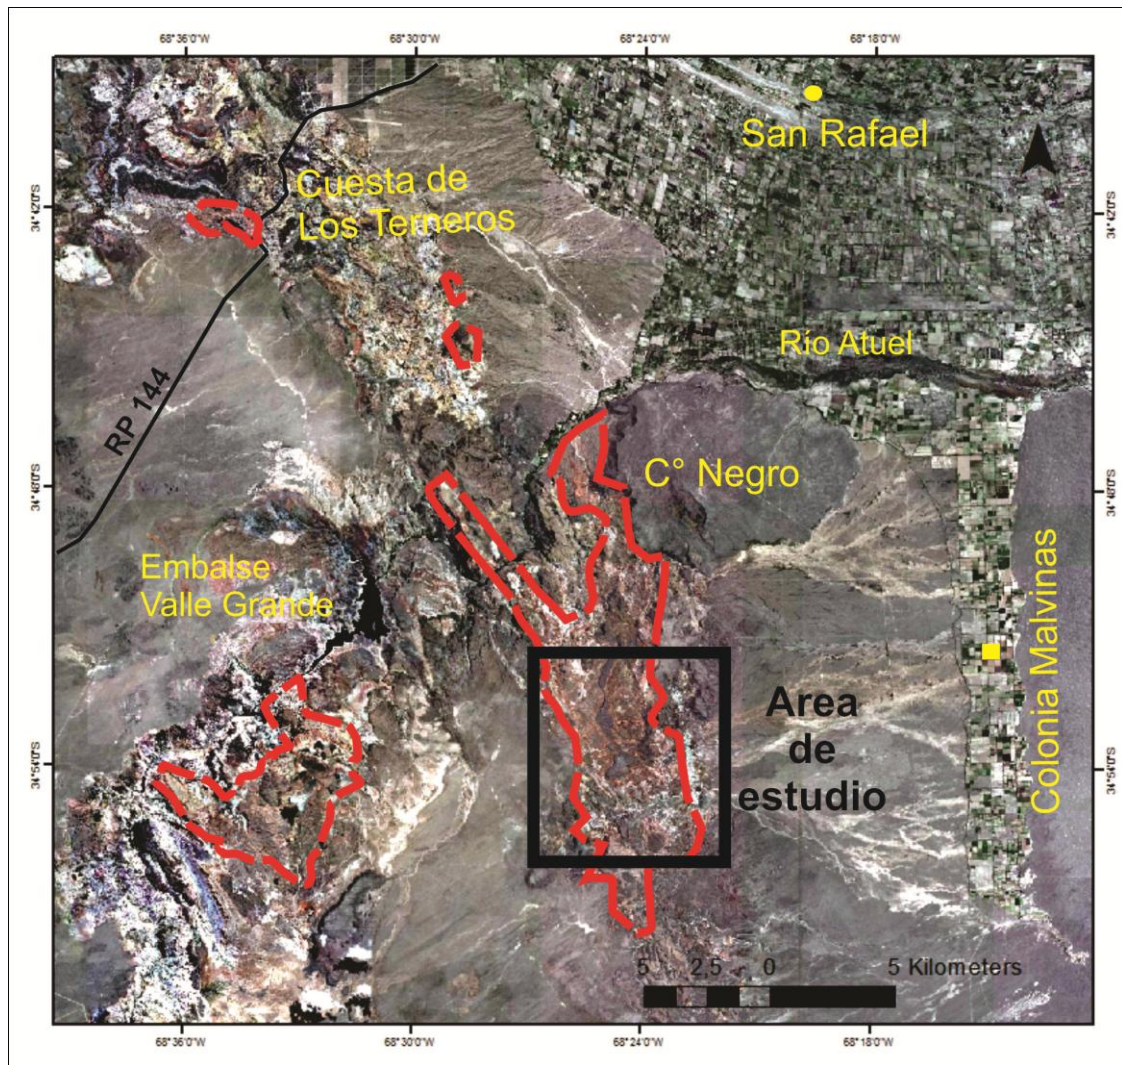 68°36'0"W
68°30'0"W
68°24'0"W
68°18'0"W
San Rafael
Cuesta de
Los Terneros
34°42'0"S
34°42'0"S
Río Atuel
RP 144
C° Negro
34°48'0"S
34°48'0"S
Embalse
Valle Grande
Colonia Malvinas
Area
de
estudio
34°54'0"S
34°54'0"S
5 2,5 0 5 Kilometers
68°36'0"W
68°30'0"W
68°24'0"W
68°18'0"W